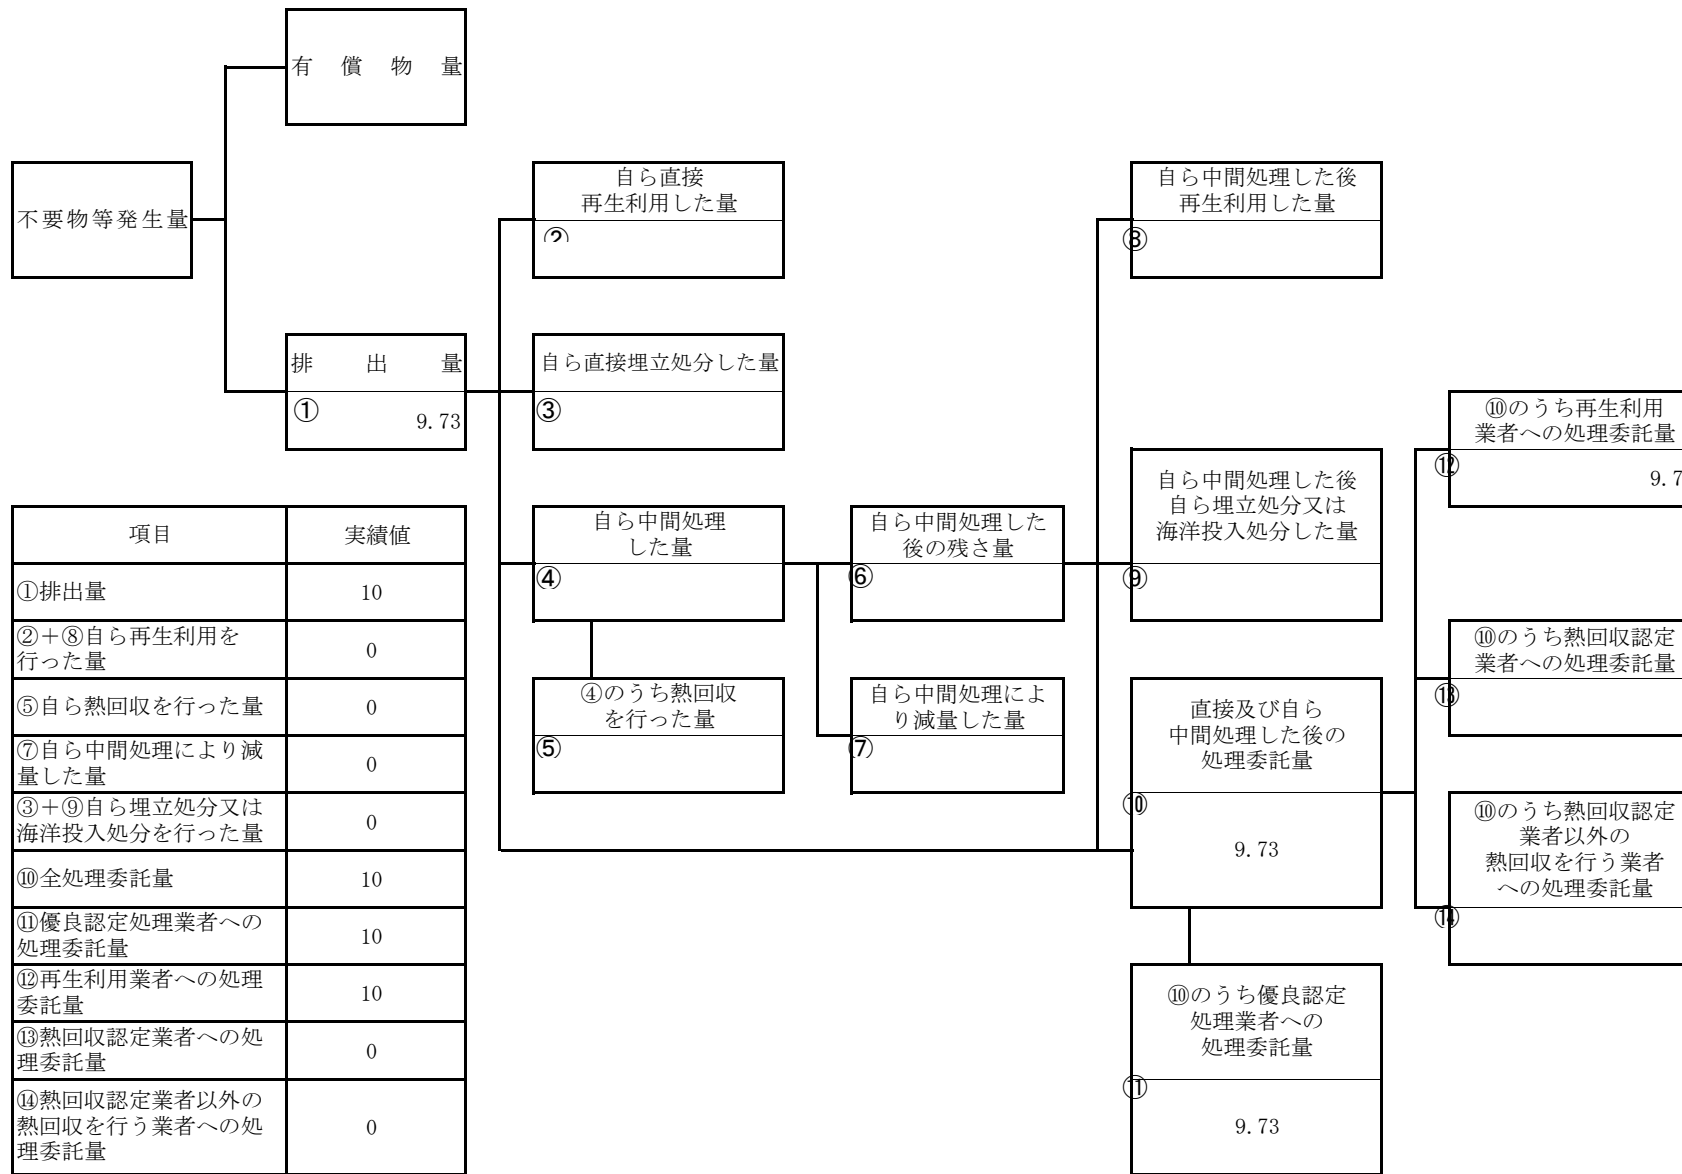 有償物量
不要物等発生量
自ら直接
再生利用した量
②
自ら中間処理した後
再生利用した量
⑧
排出量
① 9.73
自ら直接埋立処分した量
③
⑩のうち再生利用
業者への処理委託量
⑫ 9.7
自ら中間処理した後
自ら埋立処分又は
海洋投入処分した量
⑨
自ら中間処理
した量
④
自ら中間処理した
後の残さ量
⑥
④のうち熱回収
を行った量
⑤
自ら中間処理によ
り減量した量
⑦
⑩のうち熱回収認定
業者への処理委託量
⑬
直接及び自ら
中間処理した後の
処理委託量
⑩
9.73
⑩のうち熱回収認定
業者以外の
熱回収を行う業者
への処理委託量
⑭
⑩のうち優良認定
処理業者への
処理委託量
⑪
9.73
項目 実績値
①排出量 10
②＋⑧自ら再生利用を
行った量 0
⑤自ら熱回収を行った量 0
⑦自ら中間処理により減
量した量 0
③＋⑨自ら埋立処分又は
海洋投入処分を行った量 0
⑩全処理委託量 10
⑪優良認定処理業者への
処理委託量 10
⑫再生利用業者への処理
委託量 10
⑬熱回収認定業者への処
理委託量 0
⑭熱回収認定業者以外の
熱回収を行う業者への処
理委託量 0